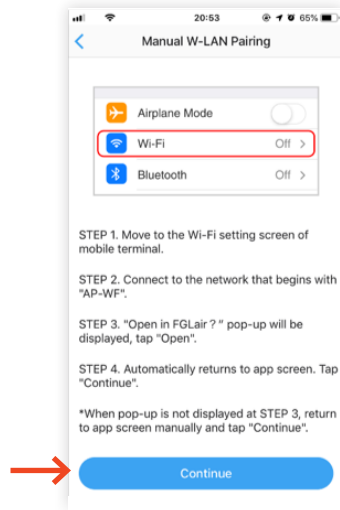 20:53 65%
Manual W-LAN Pairing
Airplane Mode
Wi-Fi Off
Bluetooth Off
STEP 1. Move to the Wi-Fi setting screen of
mobile terminal.
STEP 2. Connect to the network that begins with
"AP-WF".
STEP 3. "Open in FGLair ? " pop-up will be
displayed, tap "Open".
STEP 4. Automatically returns to app screen. Tap
"Continue".
*When pop-up is not displayed at STEP 3, return
to app screen manually and tap "Continue".
Continue